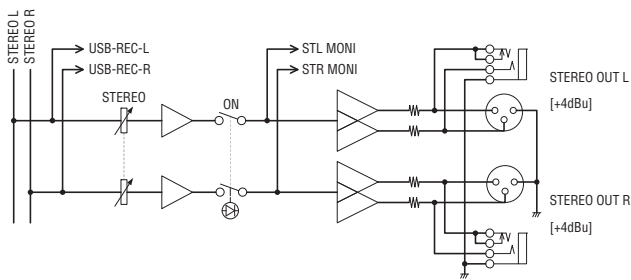 STEREO L
STEREO R
USB-REC-L
USB-REC-R
STEREO
ON
STL MONI
STR MONI
STEREO OUT L
[+4dBu]
STEREO OUT R
[+4dBu]